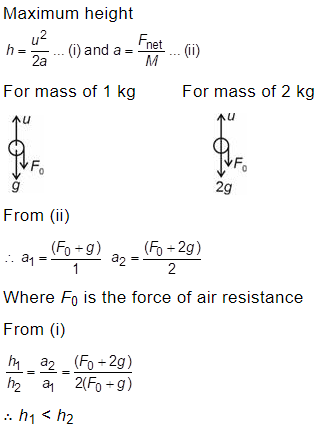 Maximum height
h = u²/2a ... (i) and a = F_net/M ... (ii)
For mass of 1 kg For mass of 2 kg
u u
F₀ F₀
g 2g
From (ii)
∴ a₁ = (F₀ + g)/1 a₂ = (F₀ + 2g)/2
Where F₀ is the force of air resistance
From (i)
h₁/h₂ = a₂/a₁ = (F₀ + 2g)/2(F₀ + g)
∴ h₁ < h₂